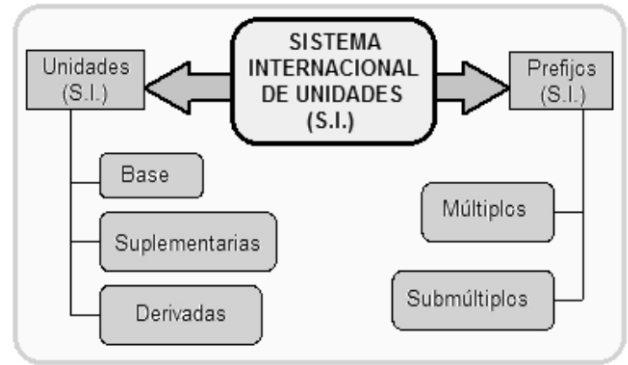 SISTEMA
INTERNACIONAL
DE UNIDADES
(S.I.)
Unidades
(S.I.)
Base
Suplementarias
Derivadas
Prefijos
(S.I.)
Múltiplos
Submúltiplos